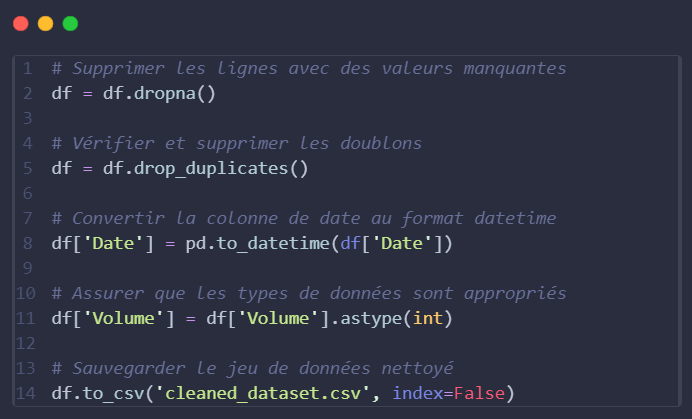 1 # Supprimer les lignes avec des valeurs manquantes
2 df = df.dropna()
3
4 # Vérifier et supprimer les doublons
5 df = df.drop_duplicates()
6
7 # Convertir la colonne de date au format datetime
8 df['Date'] = pd.to_datetime(df['Date'])
9
10 # Assurer que les types de données sont appropriés
11 df['Volume'] = df['Volume'].astype(int)
12
13 # Sauvegarder le jeu de données nettoyé
14 df.to_csv('cleaned_dataset.csv', index=False)